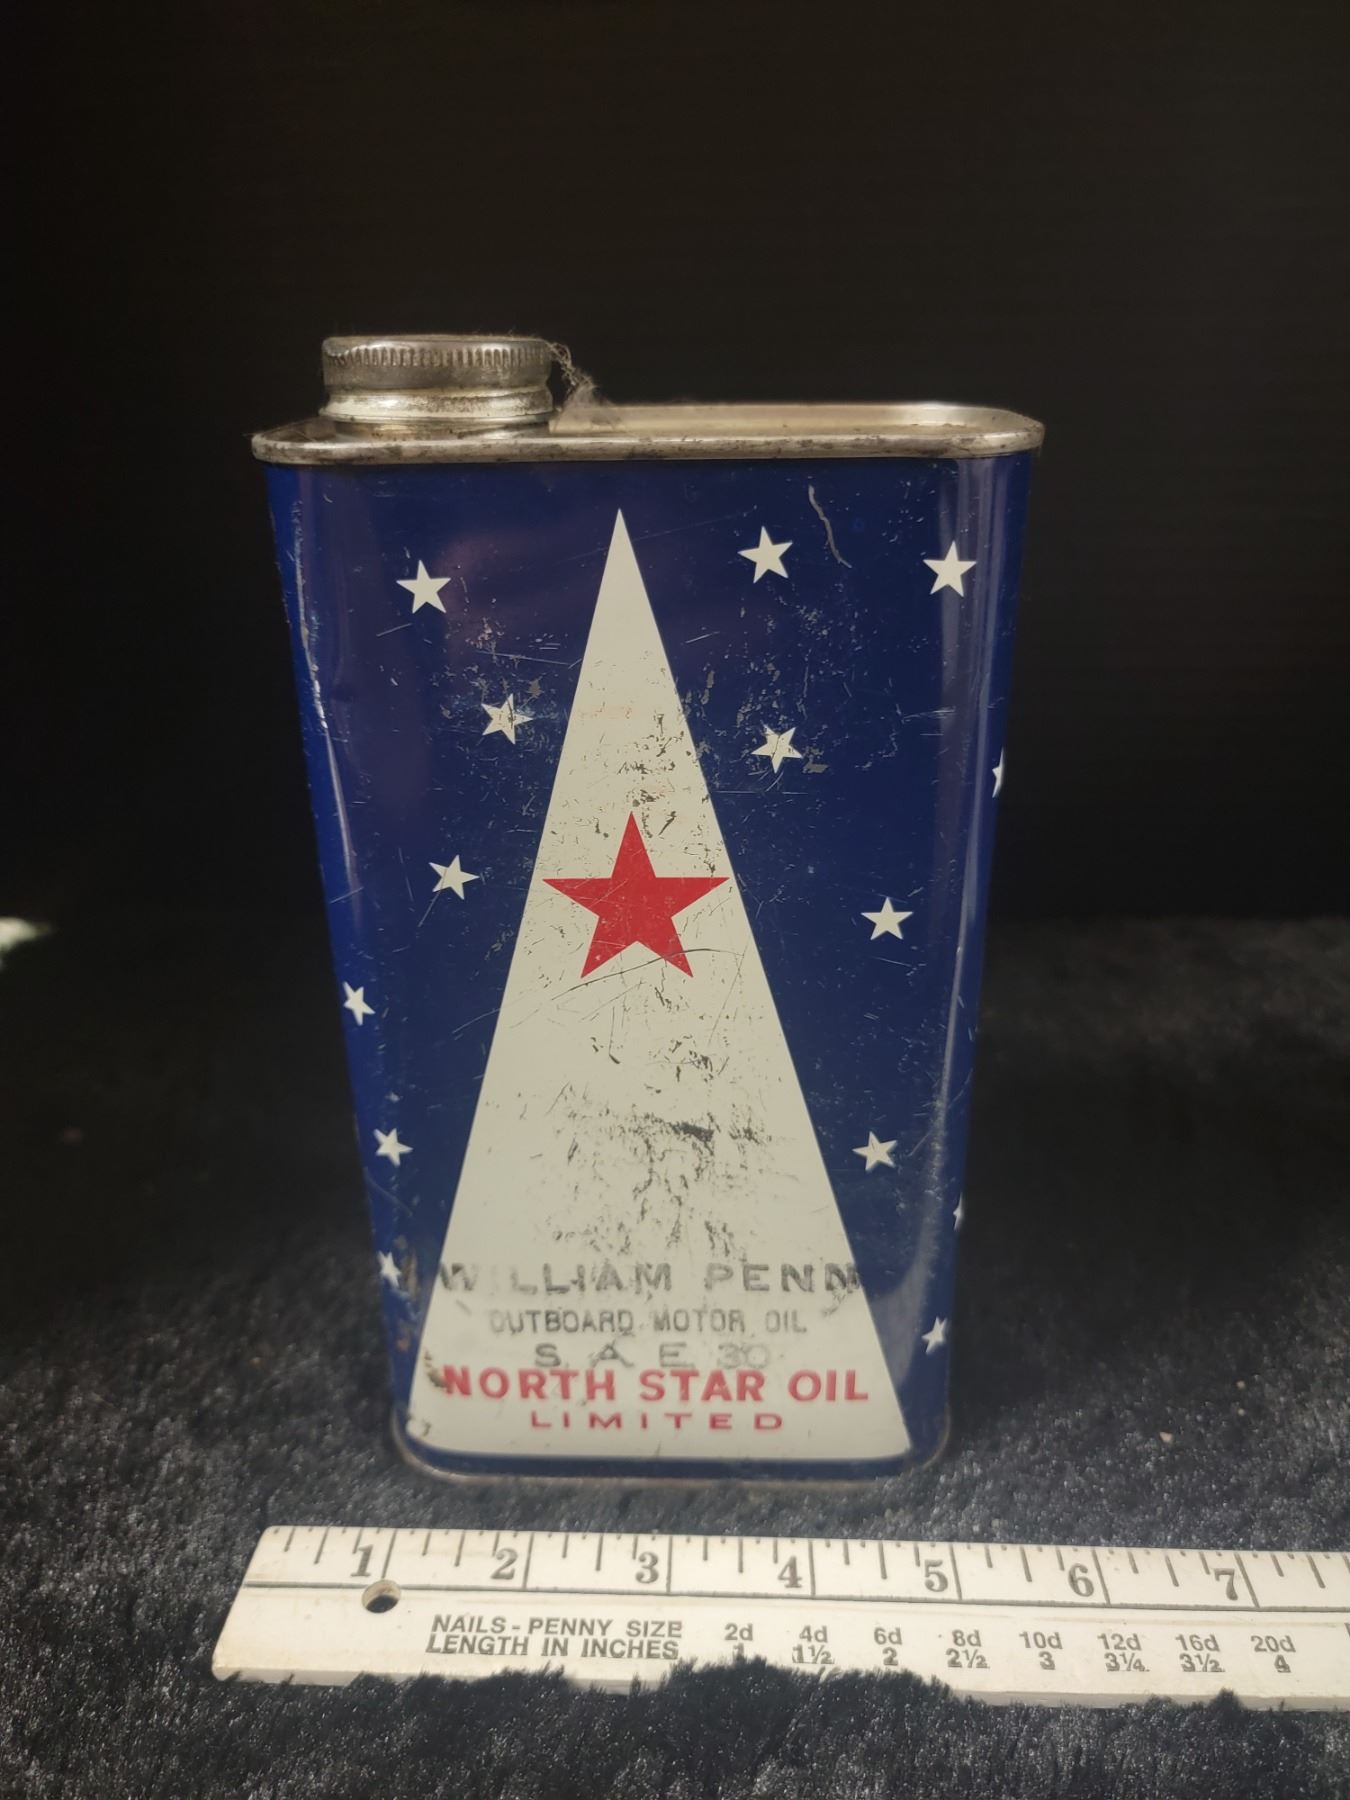 WILLIAM PENN
OUTBOARD MOTOR OIL
S. A. E. 30
NORTH STAR OIL
LIMITED
1 2 3 4 5 6 7
NAILS - PENNY SIZE 2d 4d 6d 8d 10d 12d 16d 20d
LENGTH IN INCHES 1 1½ 2 2½ 3 3¼ 3½ 4